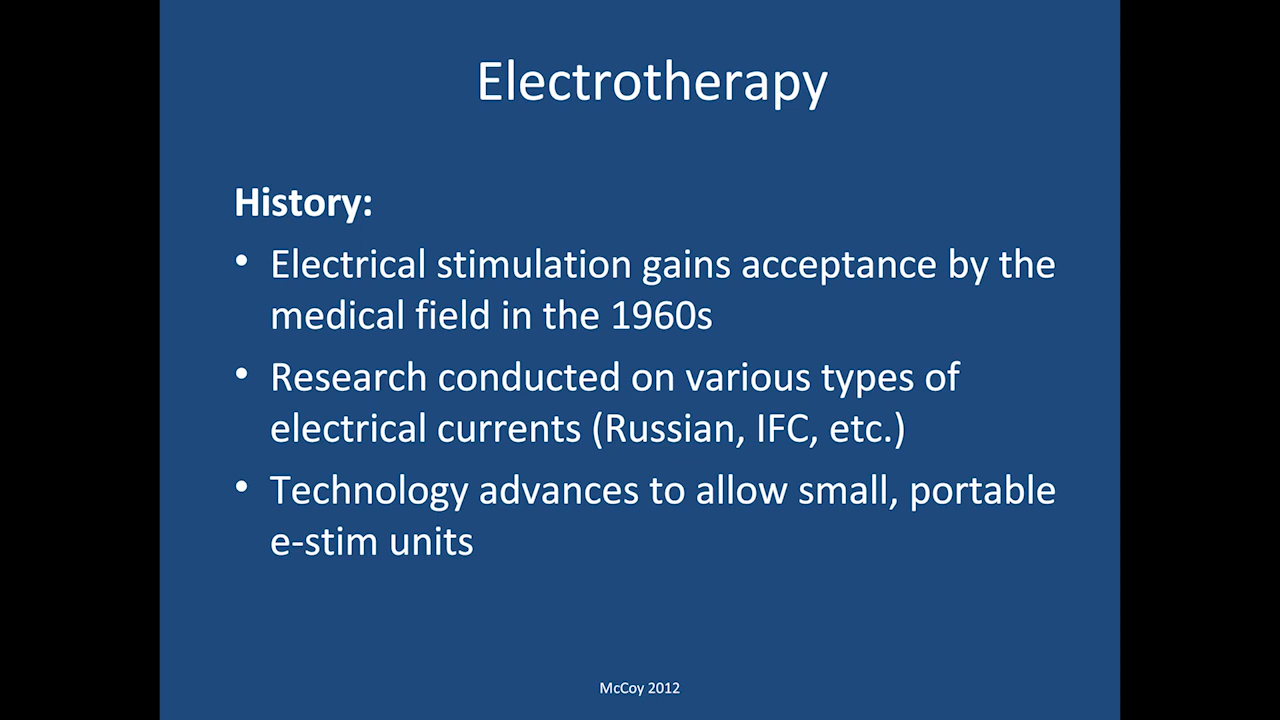 Electrotherapy
History:
• Electrical stimulation gains acceptance by the
medical field in the 1960s
• Research conducted on various types of
electrical currents (Russian, IFC, etc.)
• Technology advances to allow small, portable
e-stim units
McCoy 2012